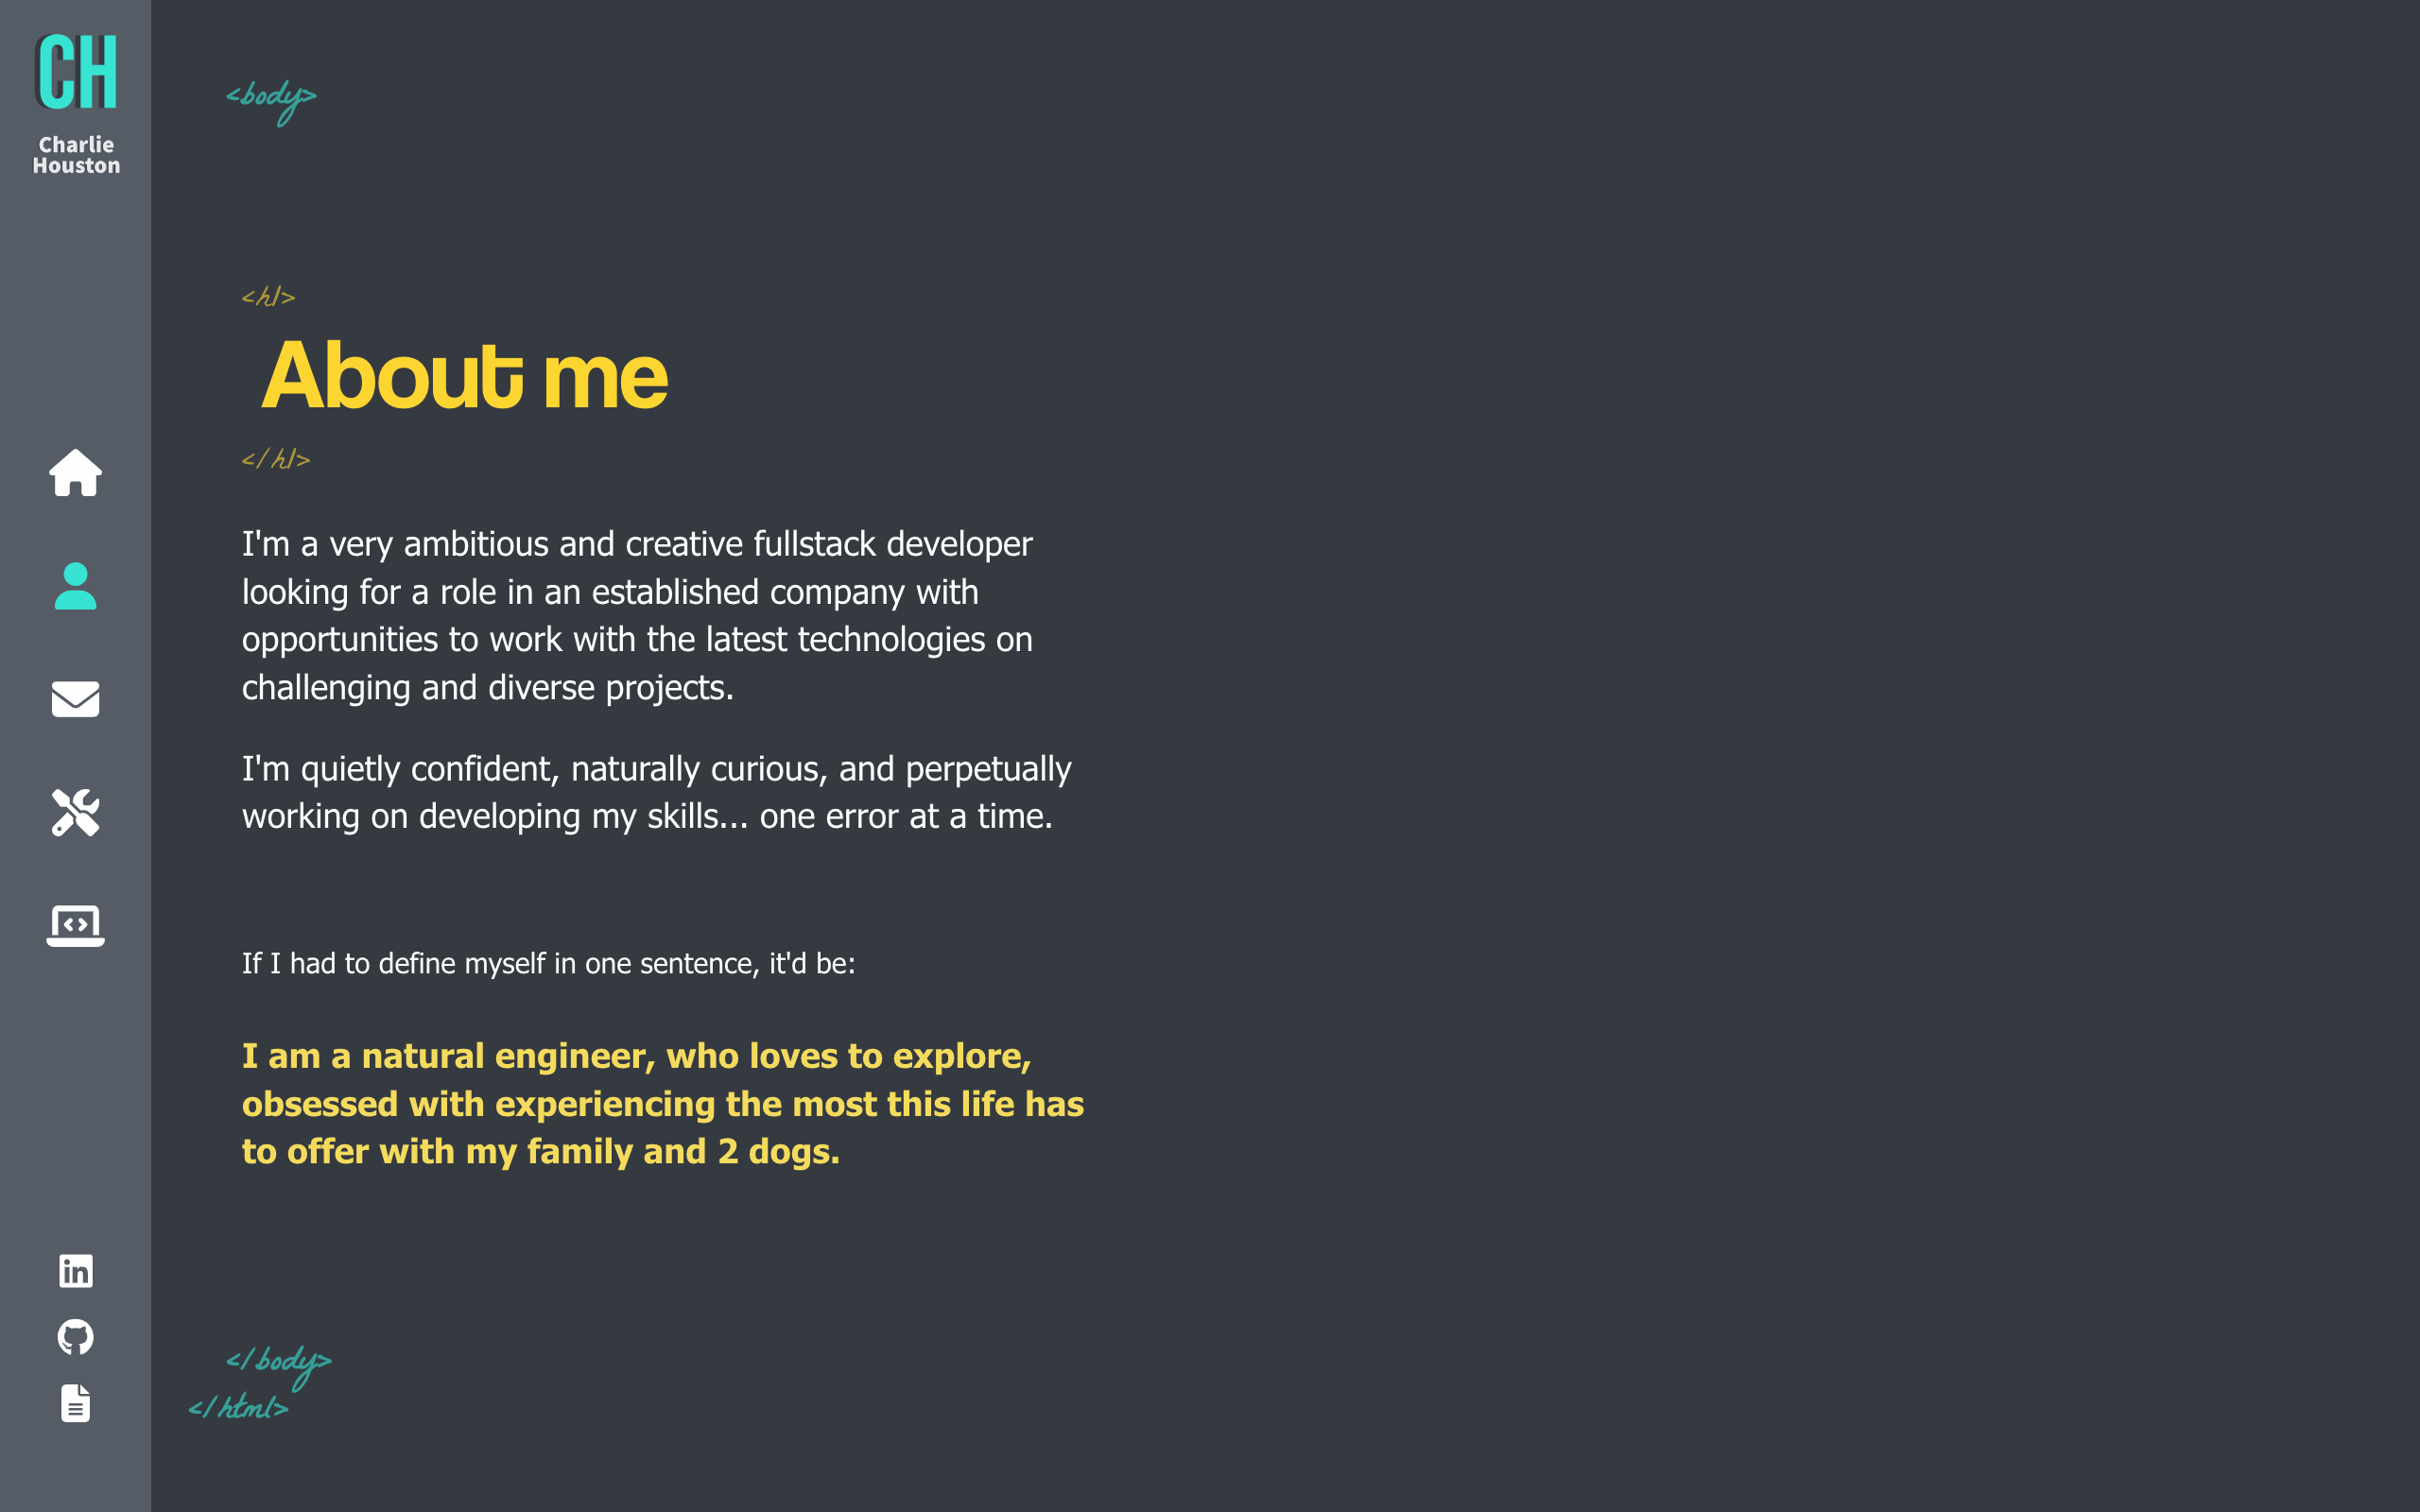 CH
Charlie
Houston
<body>
<h1>
About me
</h1>
I'm a very ambitious and creative fullstack developer
looking for a role in an established company with
opportunities to work with the latest technologies on
challenging and diverse projects.
I'm quietly confident, naturally curious, and perpetually
working on developing my skills... one error at a time.
If I had to define myself in one sentence, it'd be:
I am a natural engineer, who loves to explore,
obsessed with experiencing the most this life has
to offer with my family and 2 dogs.
in
</body>
</html>